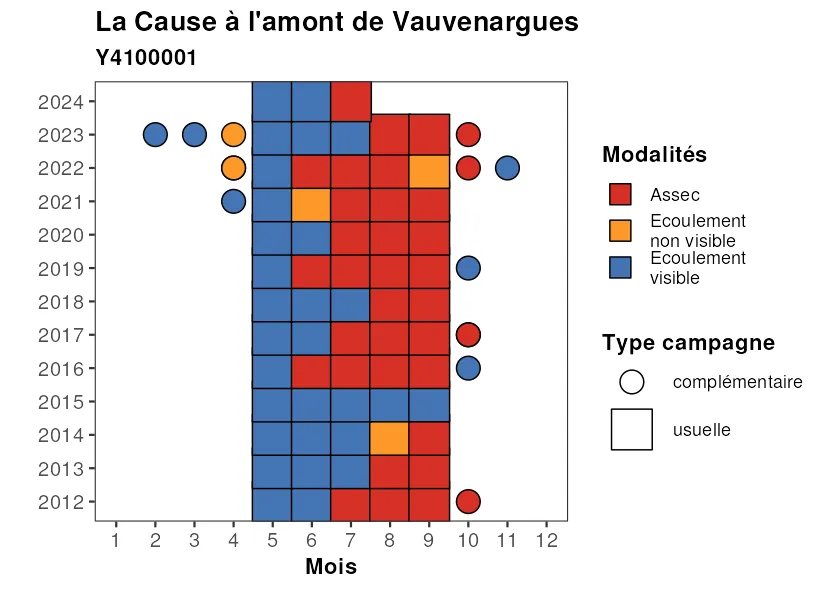 La Cause à l'amont de Vauvenargues
Y4100001
2024
2023
2022
2021
2020
2019
2018
2017
2016
2015
2014
2013
2012
1 2 3 4 5 6 7 8 9 10 11 12
Mois
Modalités
Assec
Ecoulement
non visible
Ecoulement
visible
Type campagne
complémentaire
usuelle